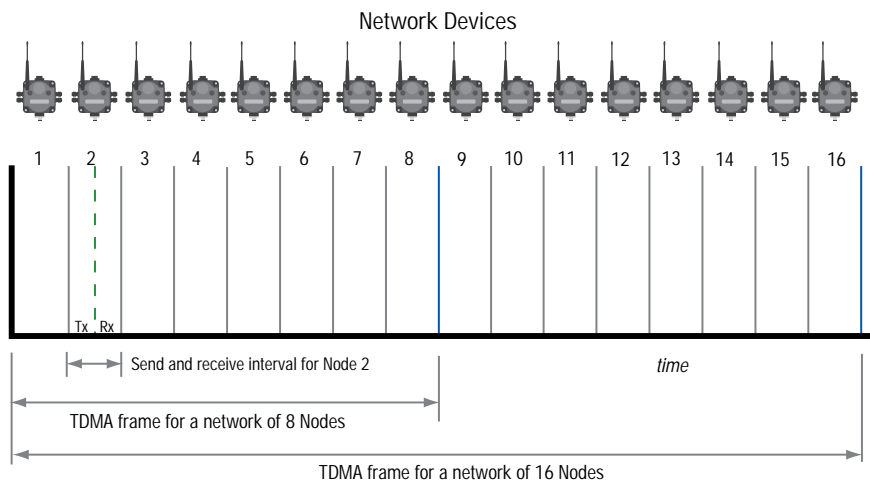 Network Devices
1 2 3 4 5 6 7 8 9 10 11 12 13 14 15 16
Tx Rx
Send and receive interval for Node 2
time
TDMA frame for a network of 8 Nodes
TDMA frame for a network of 16 Nodes